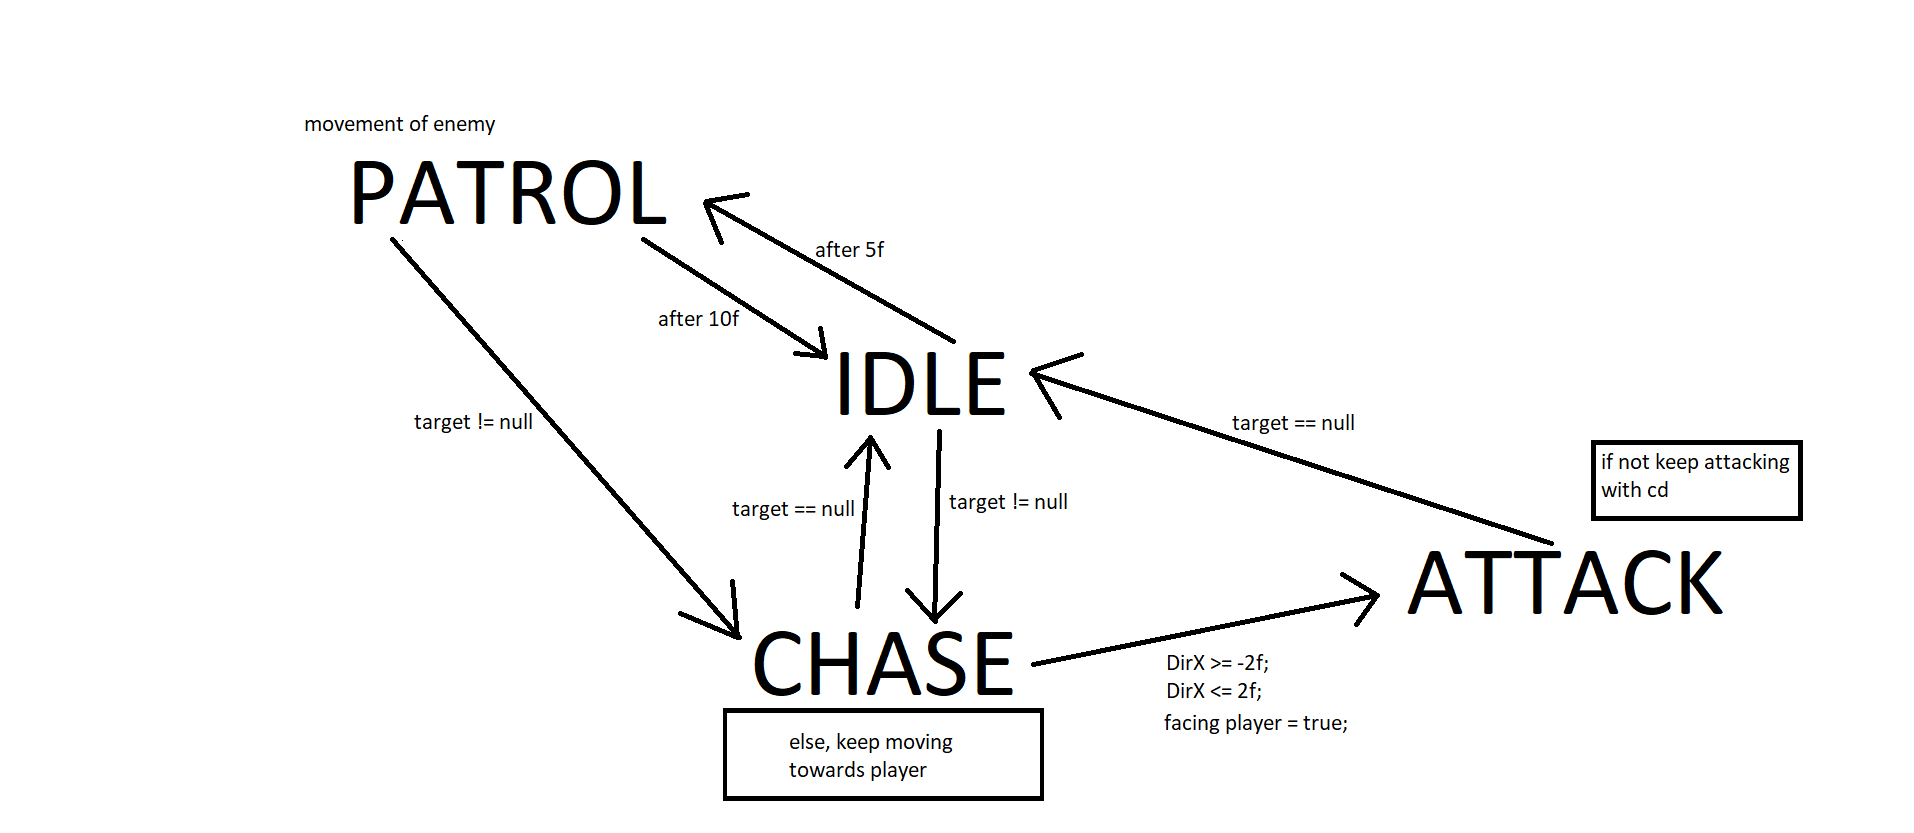 movement of enemy
PATROL
after 5f
after 10f
IDLE
target != null
target == null
if not keep attacking
with cd
target == null
target != null
ATTACK
CHASE
DirX >= -2f;
DirX <= 2f;
facing player = true;
else, keep moving
towards player